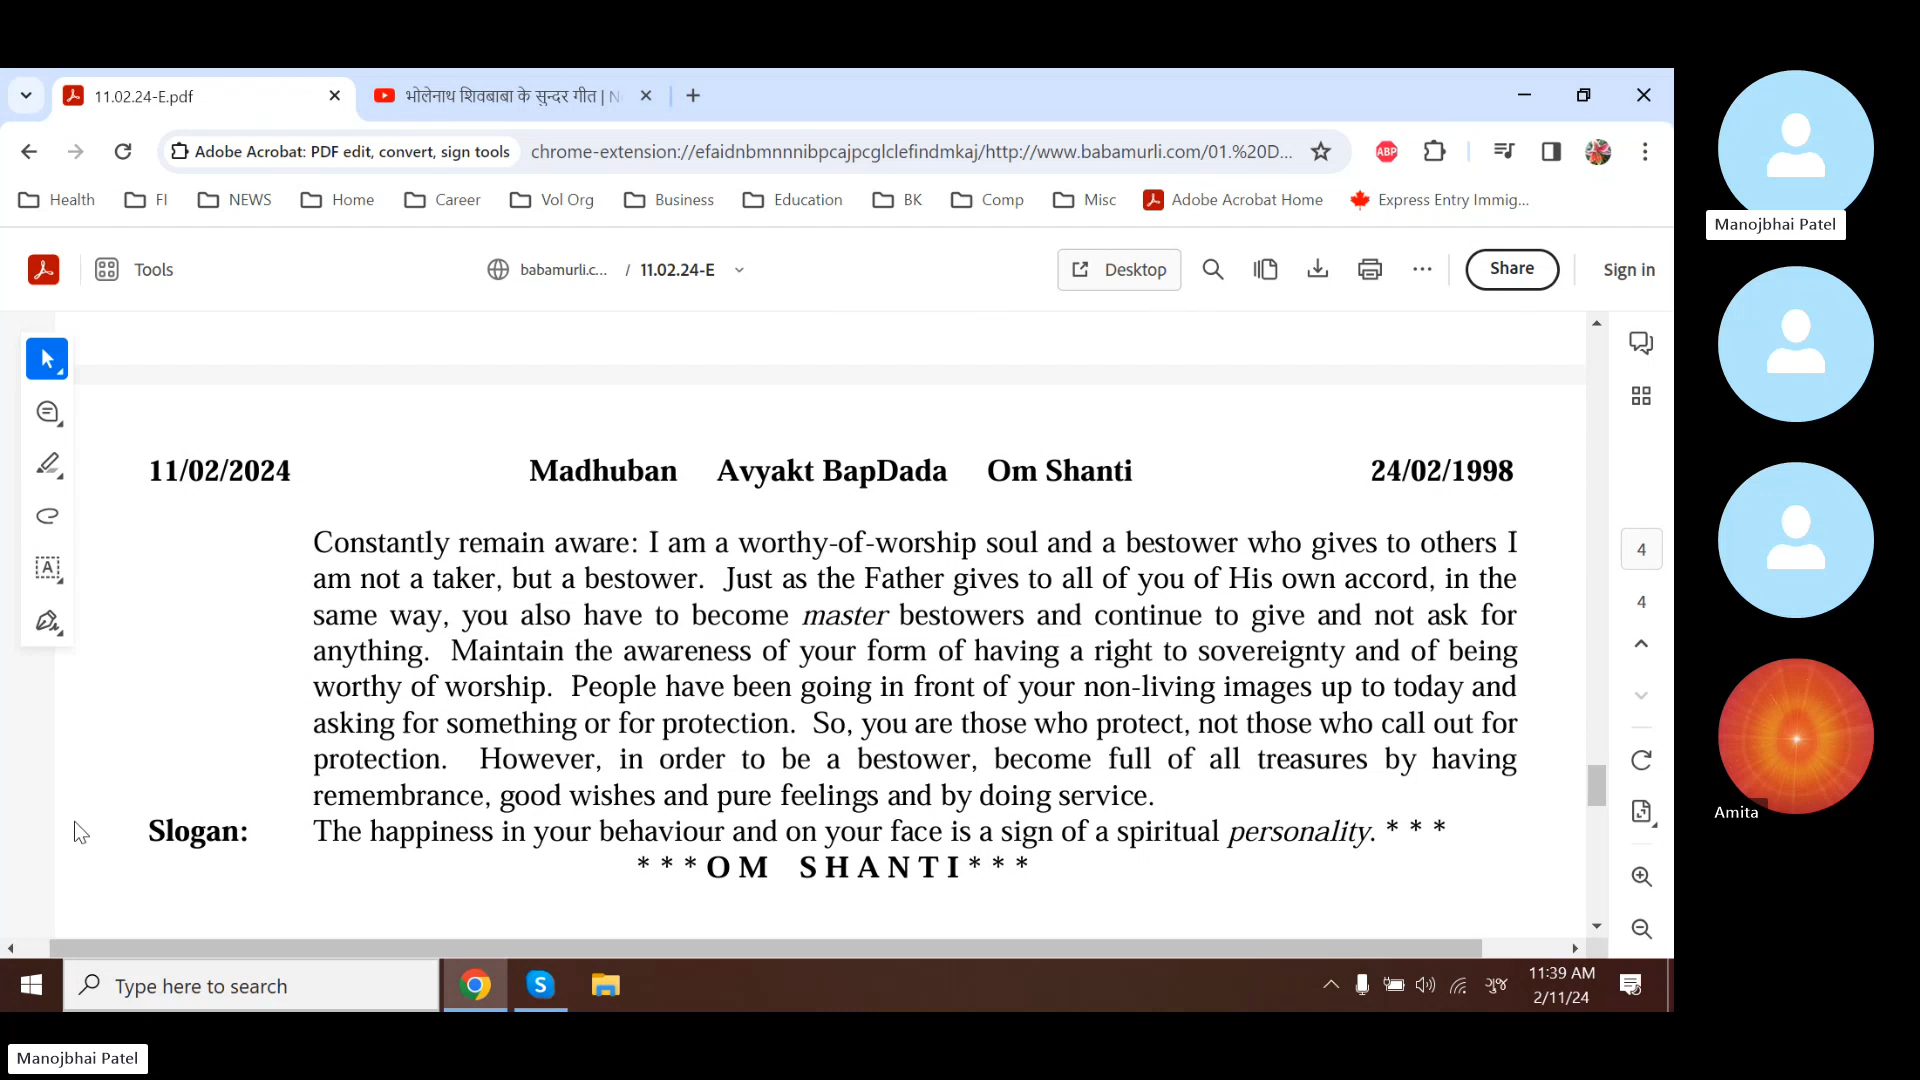 11.02.24-E.pdf
भोलेनाथ शिवबाबा के सुन्दर गीत | N
Adobe Acrobat: PDF edit, convert, sign tools
chrome-extension://efaidnbmnnnibpcajpcglclefindmkaj/http://www.babamurli.com/01.%20D...
ABP
Health FI NEWS Home Career Vol Org Business Education BK Comp Misc Adobe Acrobat Home Express Entry Immig...
Tools babamurli.c... / 11.02.24-E Desktop Share Sign in
11/02/2024 Madhuban Avyakt BapDada Om Shanti 24/02/1998
Constantly remain aware: I am a worthy-of-worship soul and a bestower who gives to others I
am not a taker, but a bestower. Just as the Father gives to all of you of His own accord, in the
same way, you also have to become master bestowers and continue to give and not ask for
anything. Maintain the awareness of your form of having a right to sovereignty and of being
worthy of worship. People have been going in front of your non-living images up to today and
asking for something or for protection. So, you are those who protect, not those who call out for
protection. However, in order to be a bestower, become full of all treasures by having
remembrance, good wishes and pure feelings and by doing service.
Slogan: The happiness in your behaviour and on your face is a sign of a spiritual personality. * * *
* * * O M S H A N T I * * *
4
4
Type here to search
S
ગુજ
11:39 AM
2/11/24
Manojbhai Patel
Amita
Manojbhai Patel